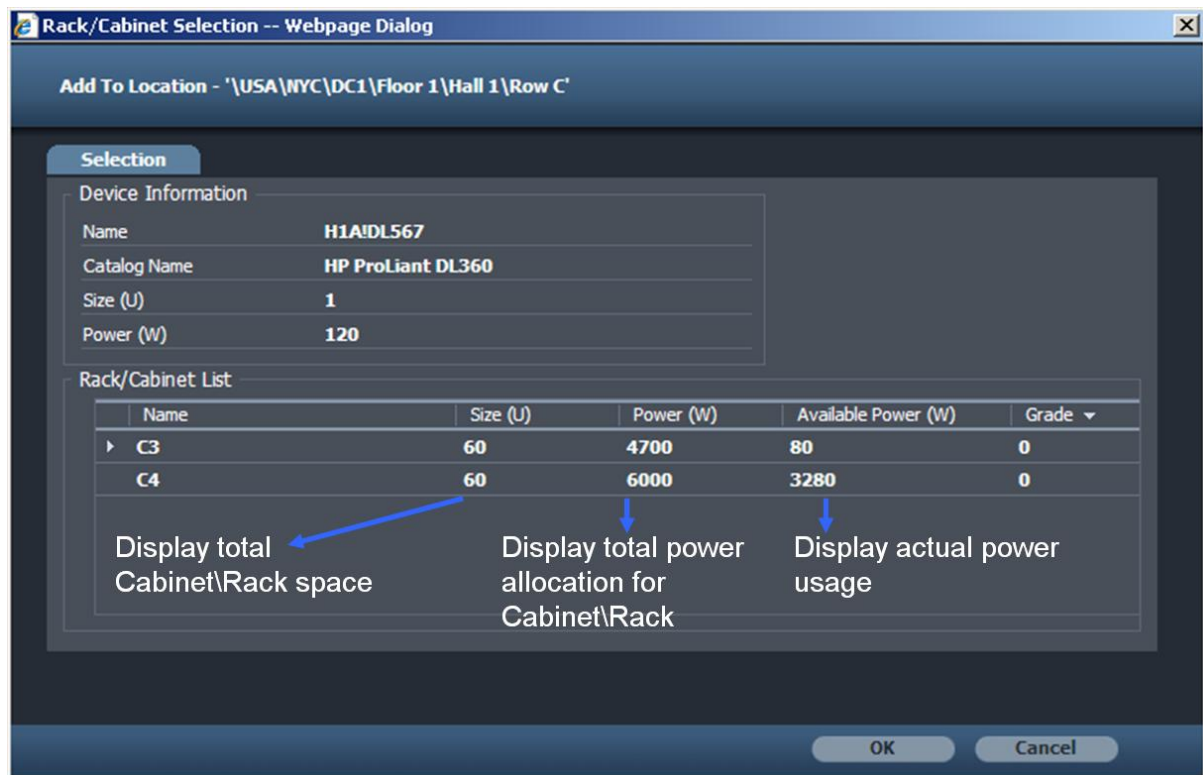 Rack/Cabinet Selection -- Webpage Dialog
Add To Location - '\USA\NYC\DC1\Floor 1\Hall 1\Row C'
Selection
Device Information
Name H1A!DL567
Catalog Name HP ProLiant DL360
Size (U) 1
Power (W) 120
Rack/Cabinet List
Name Size (U) Power (W) Available Power (W) Grade
C3 60 4700 80 0
C4 60 6000 3280 0
Display total
Cabinet\Rack space
Display total power
allocation for
Cabinet\Rack
Display actual power
usage
OK Cancel